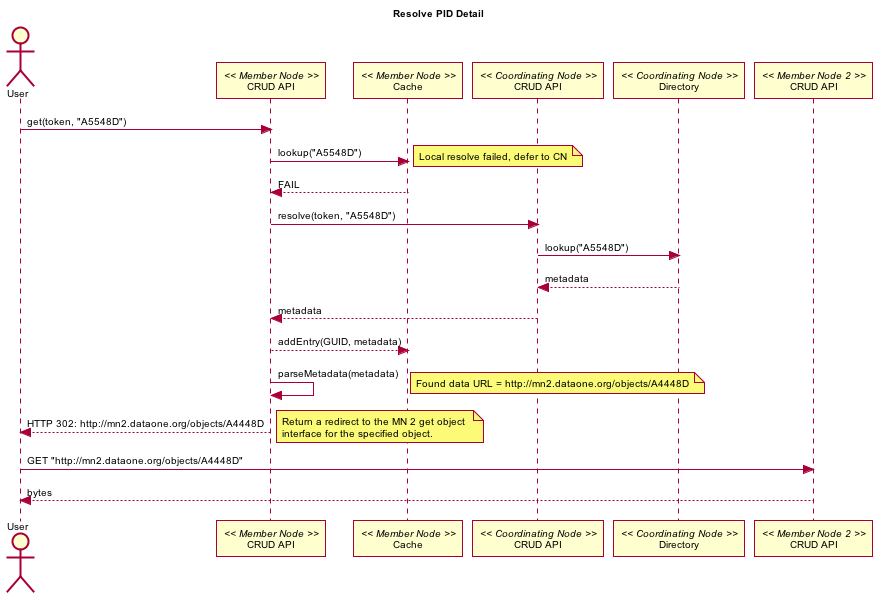 Resolve PID Detail
User
<< Member Node >>
CRUD API
<< Member Node >>
Cache
<< Coordinating Node >>
CRUD API
<< Coordinating Node >>
Directory
<< Member Node 2 >>
CRUD API
get(token, "A5548D")
lookup("A5548D")
Local resolve failed, defer to CN
FAIL
resolve(token, "A5548D")
lookup("A5548D")
metadata
metadata
addEntry(GUID, metadata)
parseMetadata(metadata)
Found data URL = http://mn2.dataone.org/objects/A4448D
HTTP 302: http://mn2.dataone.org/objects/A4448D
Return a redirect to the MN 2 get object
interface for the specified object.
GET "http://mn2.dataone.org/objects/A4448D"
bytes
User
<< Member Node >>
CRUD API
<< Member Node >>
Cache
<< Coordinating Node >>
CRUD API
<< Coordinating Node >>
Directory
<< Member Node 2 >>
CRUD API